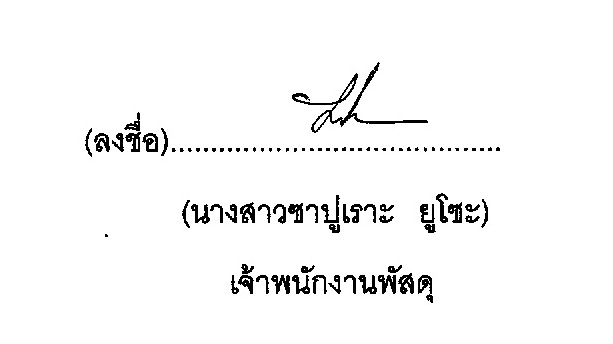 (ลงชื่อ)........................................
(นางสาวซาปูเราะ ยูโซะ)
เจ้าพนักงานพัสดุ